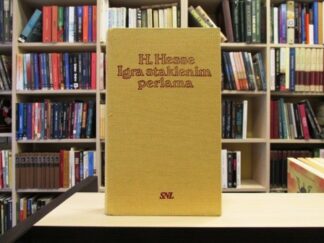 H. Hesse
Igra staklenim
perlama
SNL